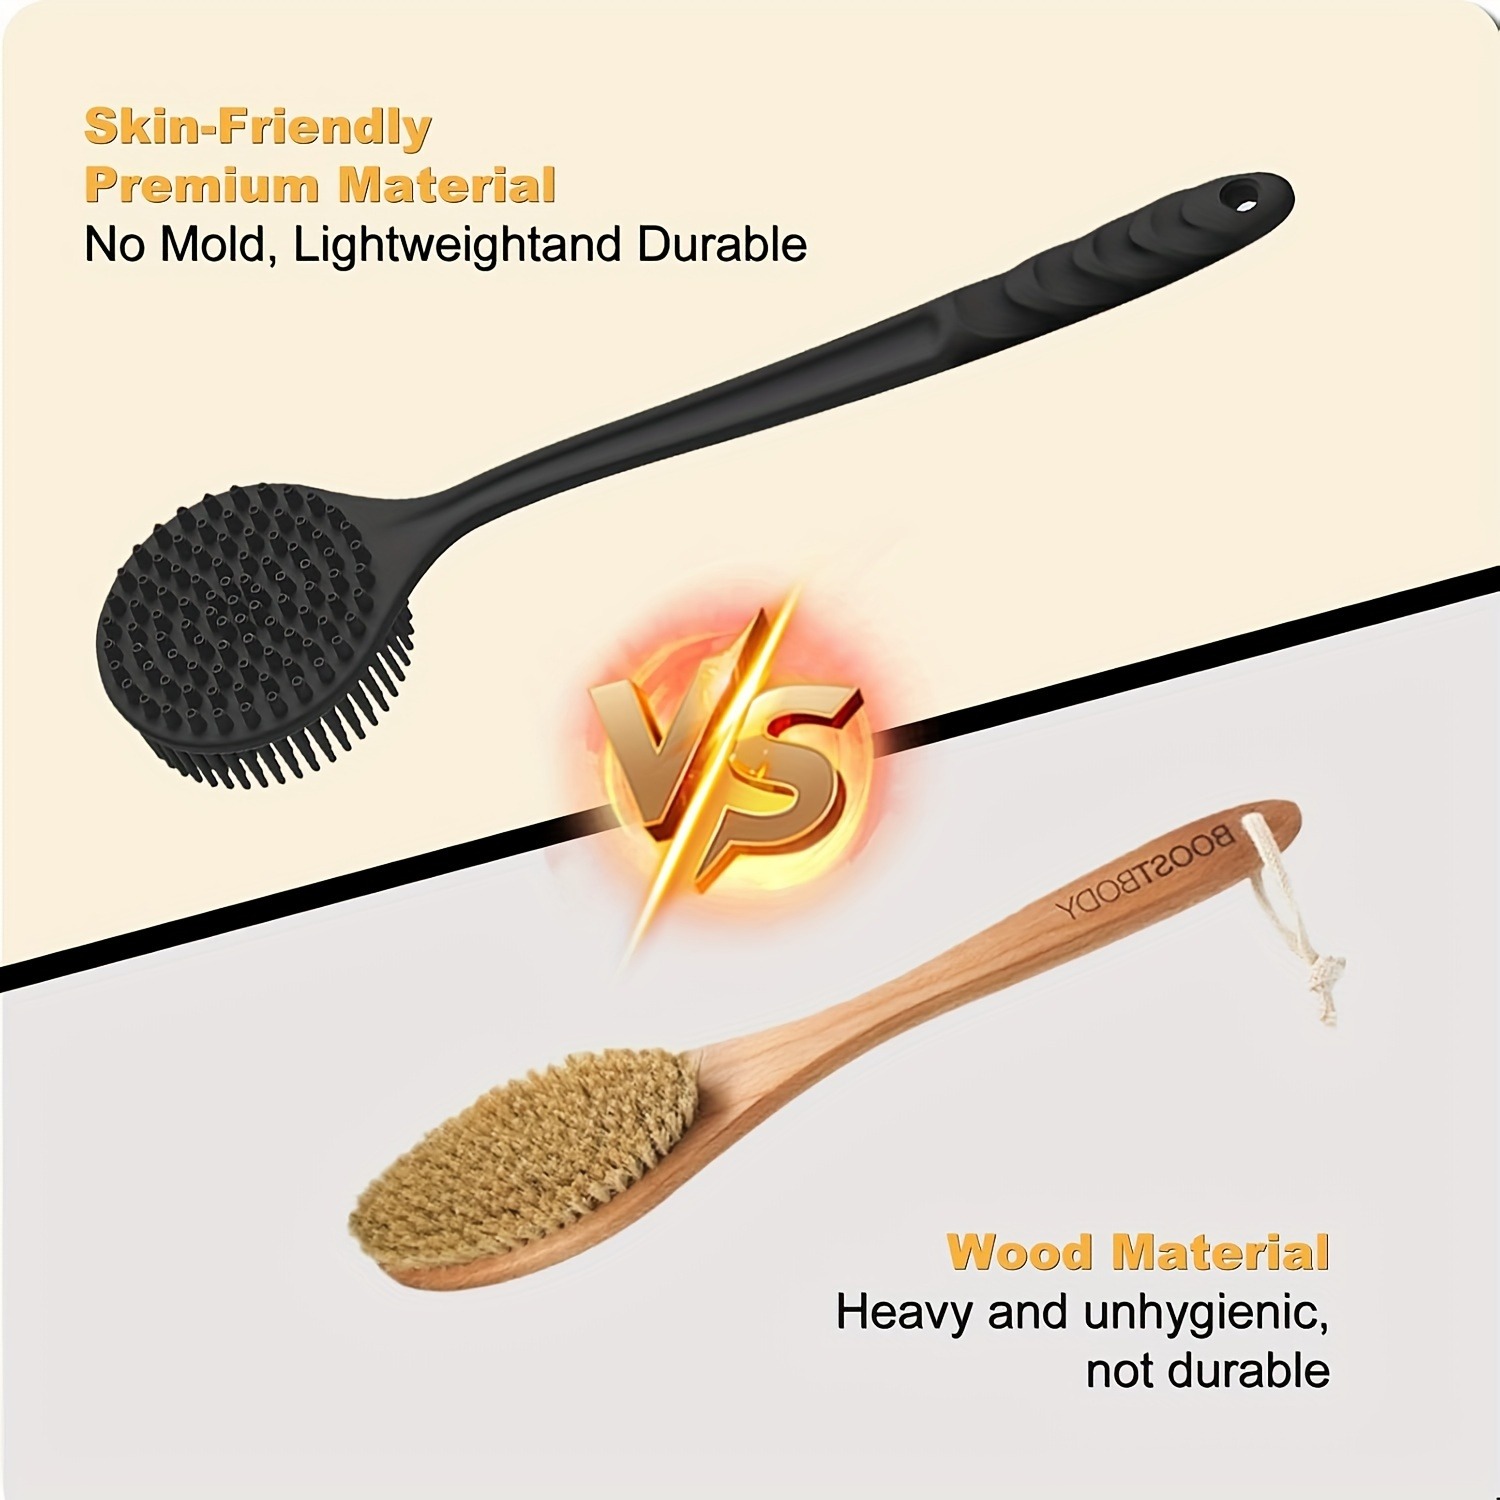 Skin-Friendly
Premium Material
No Mold, Lightweightand Durable
VS
BOOSTBODY
Wood Material
Heavy and unhygienic,
not durable